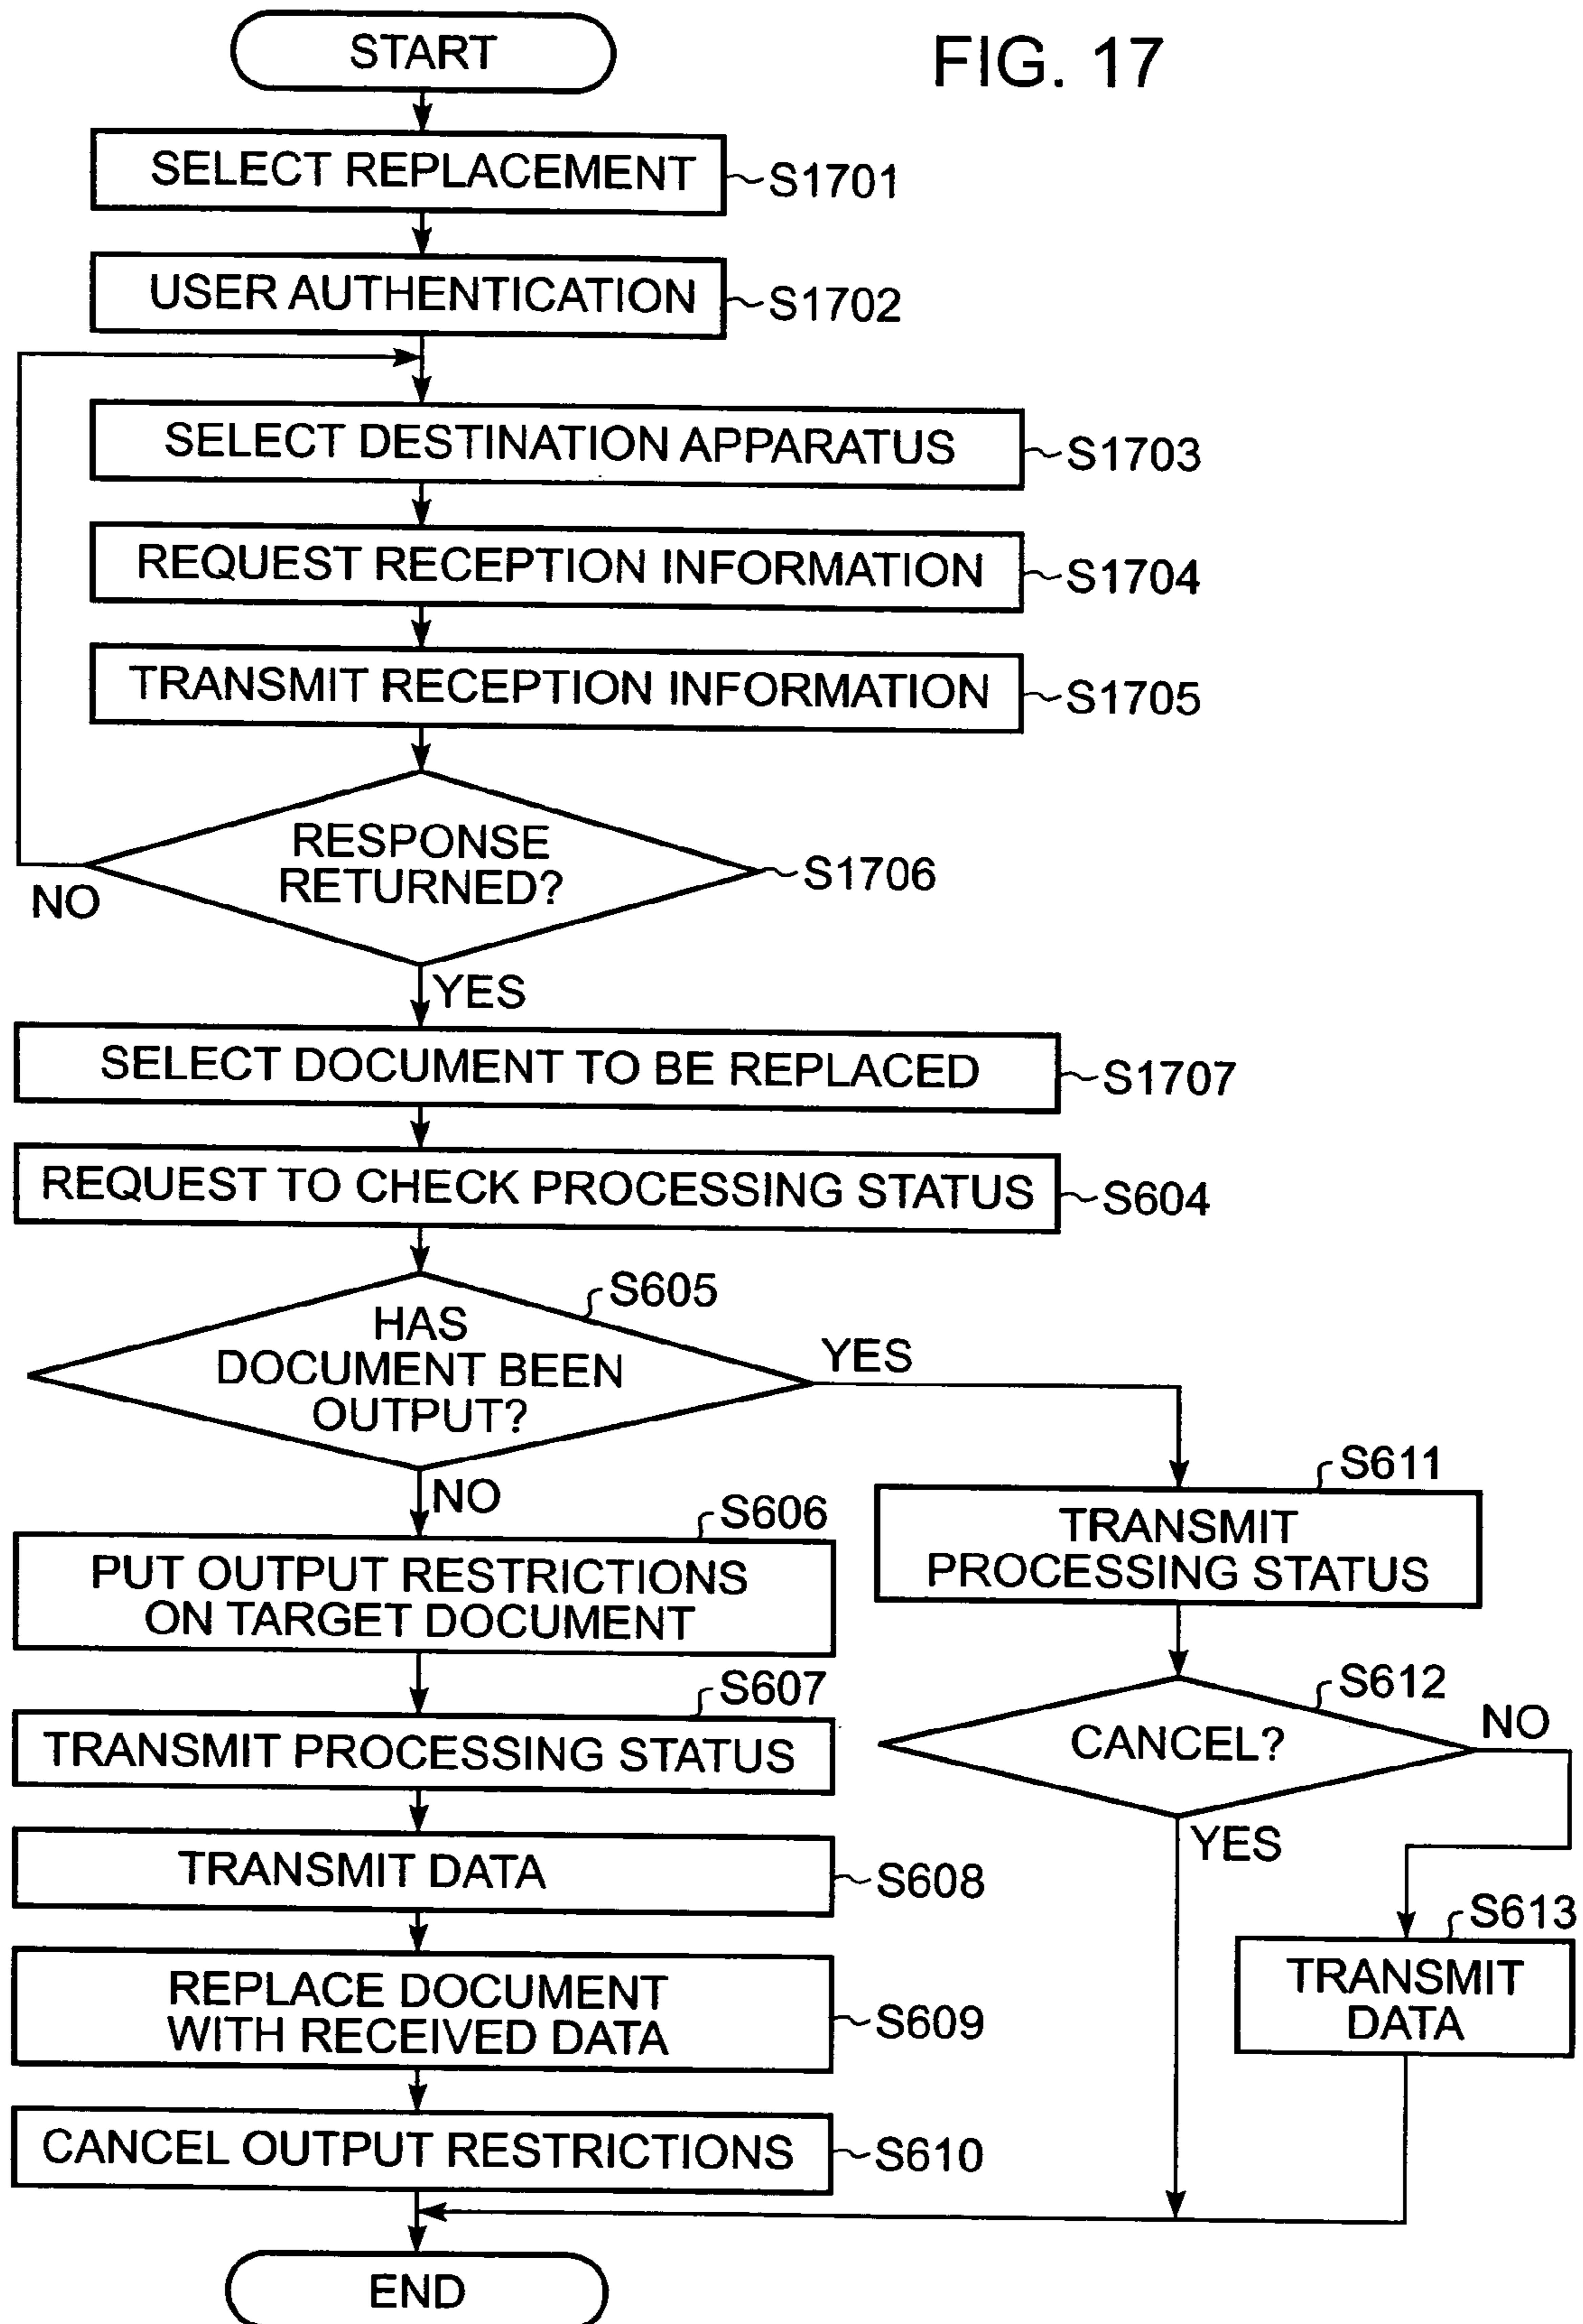 START
FIG. 17
SELECT REPLACEMENT
S1701
USER AUTHENTICATION
S1702
SELECT DESTINATION APPARATUS
S1703
REQUEST RECEPTION INFORMATION
S1704
TRANSMIT RECEPTION INFORMATION
S1705
RESPONSE
RETURNED?
S1706
NO
YES
SELECT DOCUMENT TO BE REPLACED
S1707
REQUEST TO CHECK PROCESSING STATUS
S604
S605
HAS
DOCUMENT BEEN
OUTPUT?
YES
NO
S606
PUT OUTPUT RESTRICTIONS
ON TARGET DOCUMENT
S607
TRANSMIT PROCESSING STATUS
TRANSMIT DATA
S608
REPLACE DOCUMENT
WITH RECEIVED DATA
S609
CANCEL OUTPUT RESTRICTIONS
S610
S611
TRANSMIT
PROCESSING STATUS
S612
CANCEL?
NO
YES
S613
TRANSMIT
DATA
END